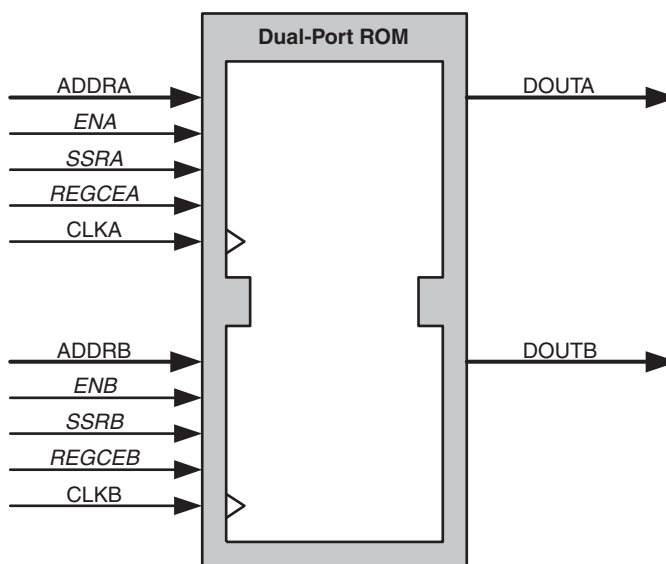 Dual-Port ROM
ADDRA
DOUTA
ENA
SSRA
REGCEA
CLKA
ADDRB
DOUTB
ENB
SSRB
REGCEB
CLKB